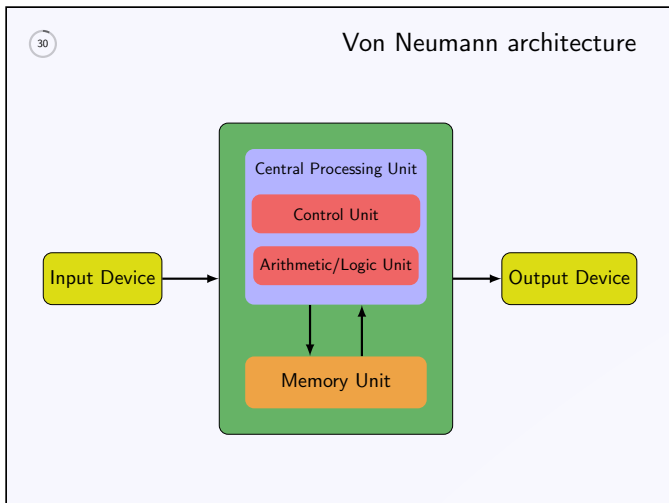 30
Von Neumann architecture
Central Processing Unit
Control Unit
Arithmetic/Logic Unit
Input Device
Output Device
Memory Unit